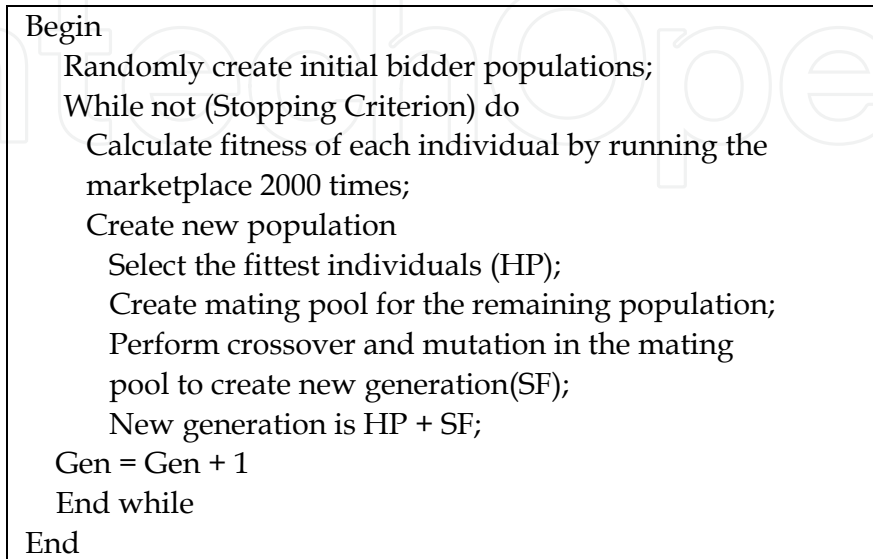 Begin
Randomly create initial bidder populations;
While not (Stopping Criterion) do
Calculate fitness of each individual by running the
marketplace 2000 times;
Create new population
Select the fittest individuals (HP);
Create mating pool for the remaining population;
Perform crossover and mutation in the mating
pool to create new generation(SF);
New generation is HP + SF;
Gen = Gen + 1
End while
End